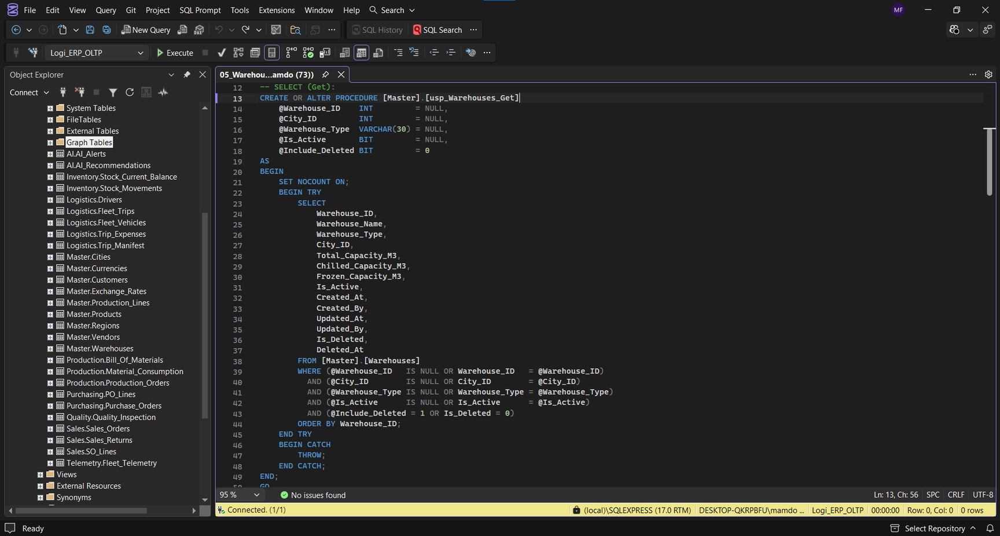 File Edit View Query Git Project SQL Prompt Tools Extensions Window Help Search MF
New Query DAX SQL History SQL Search
Logi_ERP_OLTP Execute
Object Explorer
Connect
System Tables
FileTables
External Tables
Graph Tables
AI.AI_Alerts
AI.AI_Recommendations
Inventory.Stock_Current_Balance
Inventory.Stock_Movements
Logistics.Drivers
Logistics.Fleet_Trips
Logistics.Fleet_Vehicles
Logistics.Trip_Expenses
Logistics.Trip_Manifest
Master.Cities
Master.Currencies
Master.Customers
Master.Exchange_Rates
Master.Production_Lines
Master.Products
Master.Regions
Master.Vendors
Master.Warehouses
Production.Bill_Of_Materials
Production.Material_Consumption
Production.Production_Orders
Purchasing.PO_Lines
Purchasing.Purchase_Orders
Quality.Quality_Inspection
Sales.Sales_Orders
Sales.Sales_Returns
Sales.SO_Lines
Telemetry.Fleet_Telemetry
Views
External Resources
Synonyms
05_Warehou...amdo (73))
12 -- SELECT (Get):
13 CREATE OR ALTER PROCEDURE [Master].[usp_Warehouses_Get]
14 @Warehouse_ID INT = NULL,
15 @City_ID INT = NULL,
16 @Warehouse_Type VARCHAR(30) = NULL,
17 @Is_Active BIT = NULL,
18 @Include_Deleted BIT = 0
19 AS
20 BEGIN
21 SET NOCOUNT ON;
22 BEGIN TRY
23 SELECT
24 Warehouse_ID,
25 Warehouse_Name,
26 Warehouse_Type,
27 City_ID,
28 Total_Capacity_M3,
29 Chilled_Capacity_M3,
30 Frozen_Capacity_M3,
31 Is_Active,
32 Created_At,
33 Created_By,
34 Updated_At,
35 Updated_By,
36 Is_Deleted,
37 Deleted_At
38 FROM [Master].[Warehouses]
39 WHERE (@Warehouse_ID IS NULL OR Warehouse_ID = @Warehouse_ID)
40 AND (@City_ID IS NULL OR City_ID = @City_ID)
41 AND (@Warehouse_Type IS NULL OR Warehouse_Type = @Warehouse_Type)
42 AND (@Is_Active IS NULL OR Is_Active = @Is_Active)
43 AND (@Include_Deleted = 1 OR Is_Deleted = 0)
44 ORDER BY Warehouse_ID;
45 END TRY
46 BEGIN CATCH
47 THROW;
48 END CATCH;
49 END;
50 GO
95 % No issues found Ln: 13, Ch: 56 SPC CRLF UTF-8
Connected. (1/1) (local)\SQLEXPRESS (17.0 RTM) DESKTOP-QKRPBFU\mamdo ... Logi_ERP_OLTP 00:00:00 Row: 0, Col: 0 0 rows
Ready Select Repository